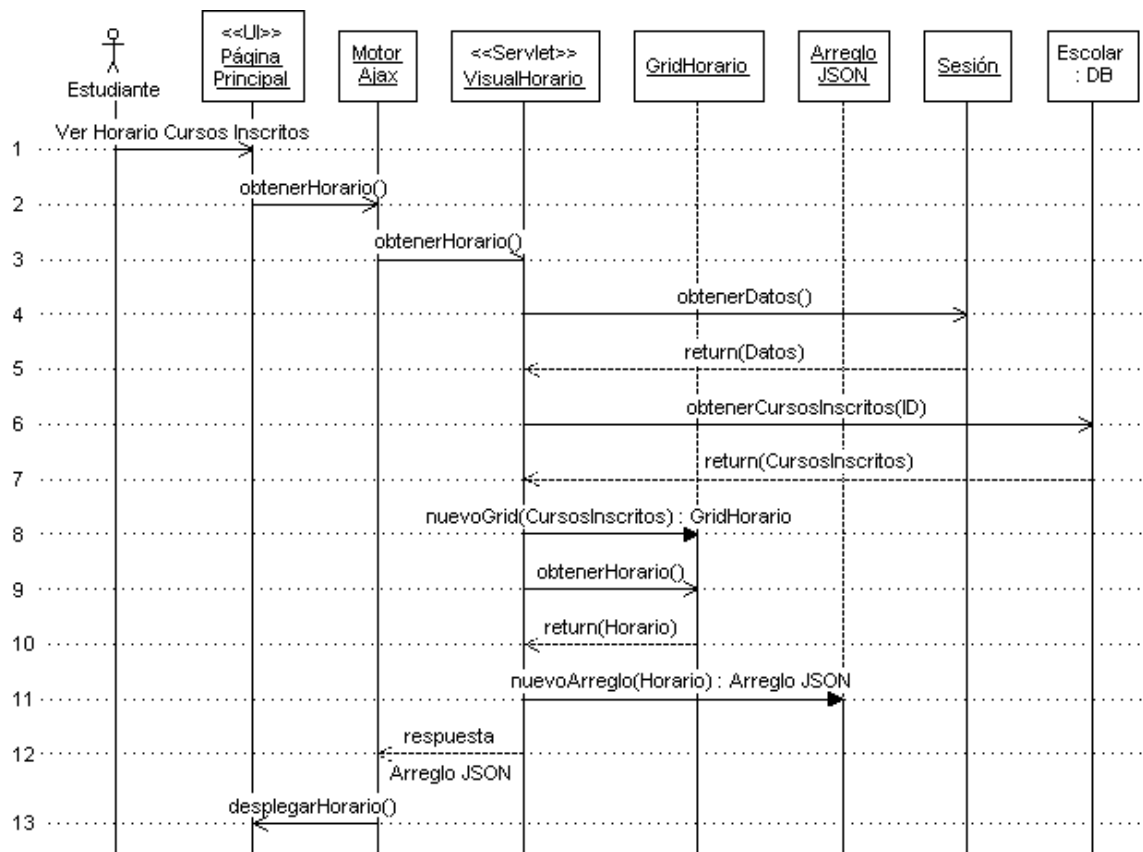 Estudiante
<<UI>>
Página
Principal
Motor
Ajax
<<Servlet>>
VisualHorario
GridHorario
Arreglo
JSON
Sesión
Escolar
: DB
Ver Horario Cursos Inscritos
1
obtenerHorario()
2
obtenerHorario()
3
obtenerDatos()
4
return(Datos)
5
obtenerCursosInscritos(ID)
6
return(CursosInscritos)
7
nuevoGrid(CursosInscritos) : GridHorario
8
obtenerHorario()
9
return(Horario)
10
nuevoArreglo(Horario) : Arreglo JSON
11
respuesta
12
Arreglo JSON
desplegarHorario()
13